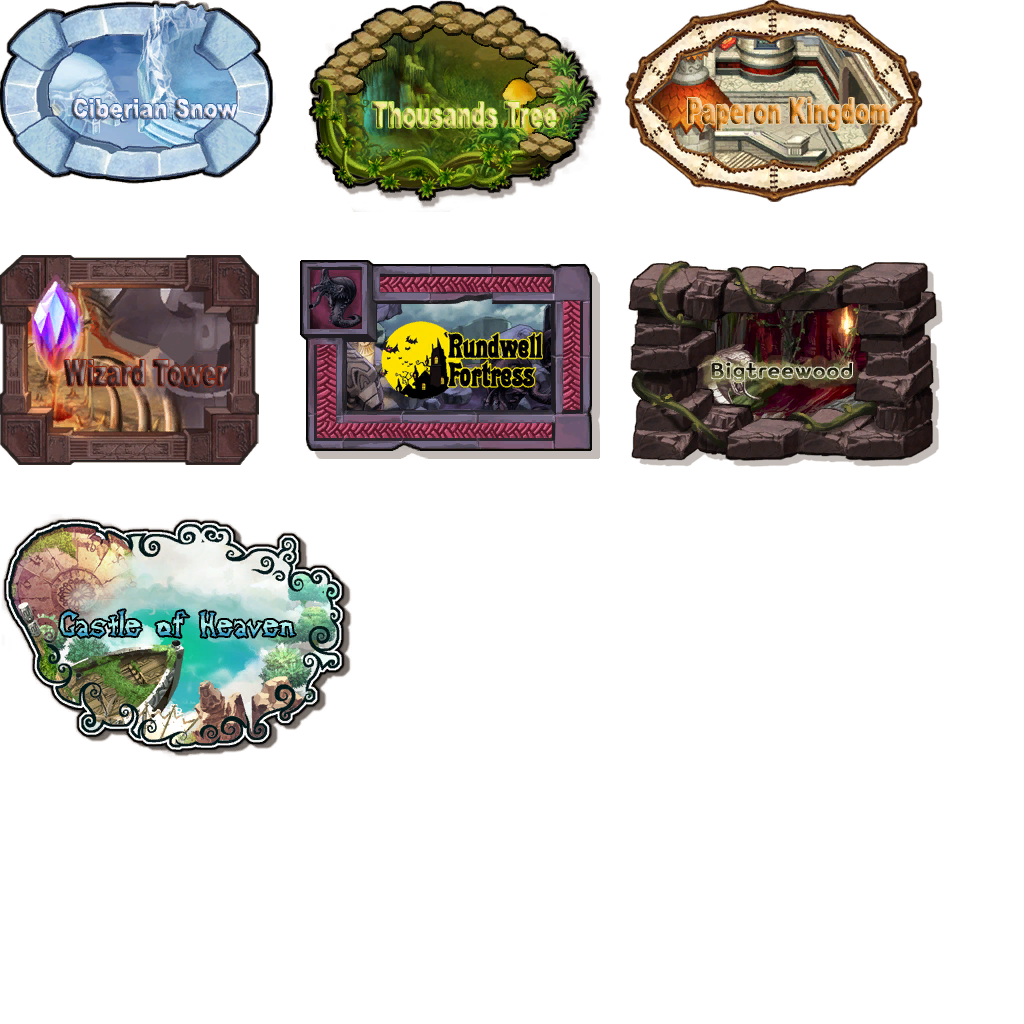 Ciberian Snow
Thousands Tree
Paperon Kingdom
Wizard Tower
Rundwell
Fortress
Bigtreewood
Castle of Heaven